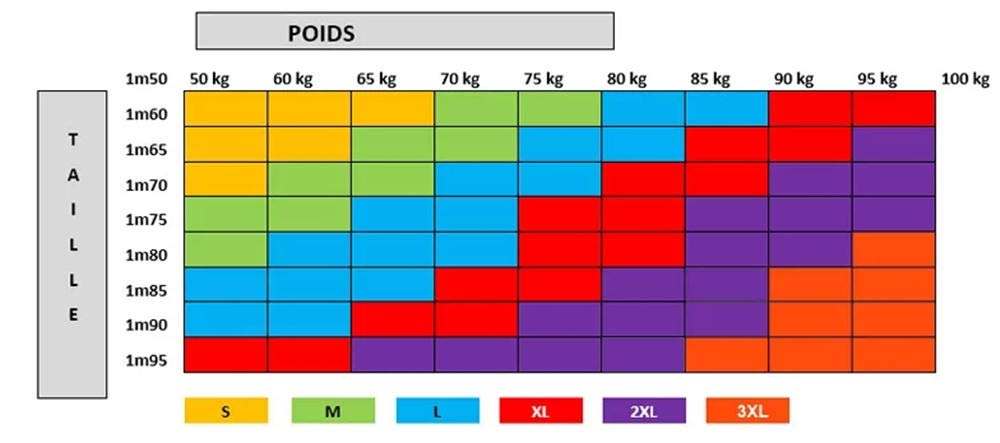 POIDS
1m50 50 kg 60 kg 65 kg 70 kg 75 kg 80 kg 85 kg 90 kg 95 kg 100 kg
TAILLE
1m60
1m65
1m70
1m75
1m80
1m85
1m90
1m95
S M L XL 2XL 3XL